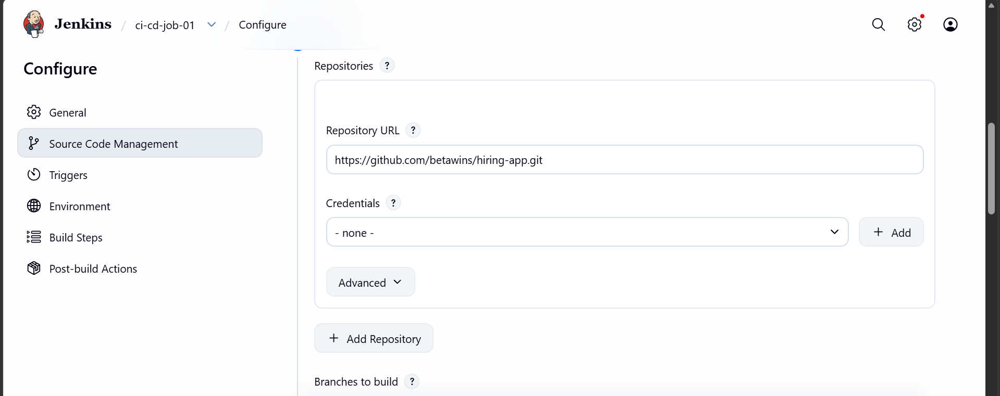 Jenkins / ci-cd-job-01 / Configure
Configure
General
Source Code Management
Triggers
Environment
Build Steps
Post-build Actions
Repositories ?
Repository URL ?
https://github.com/betawins/hiring-app.git
Credentials ?
- none -
+ Add
Advanced
+ Add Repository
Branches to build ?